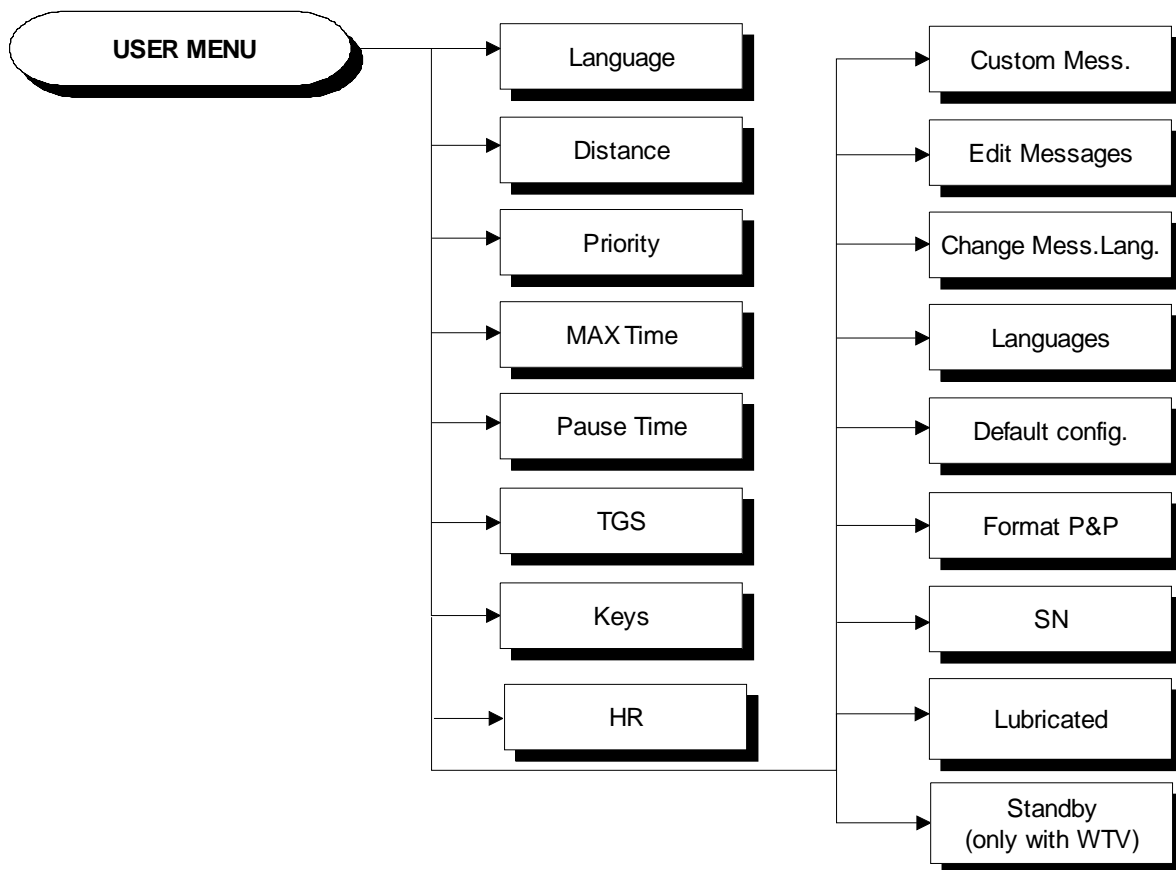 USER MENU
Language
Distance
Priority
MAX Time
Pause Time
TGS
Keys
HR
Custom Mess.
Edit Messages
Change Mess.Lang.
Languages
Default config.
Format P&P
SN
Lubricated
Standby
(only with WTV)